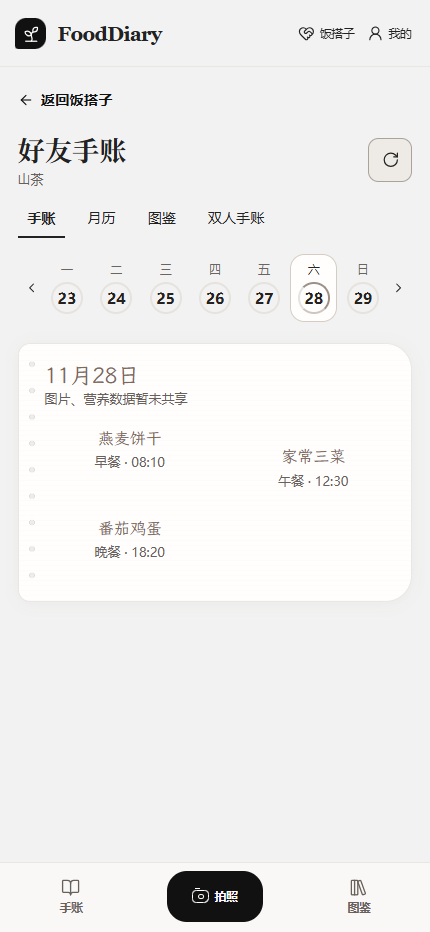 FoodDiary
饭搭子
我的
返回饭搭子
好友手账
山茶
手账 月历 图鉴 双人手账
一 二 三 四 五 六 日
23 24 25 26 27 28 29
11月28日
图片、营养数据暂未共享
燕麦饼干
早餐 · 08:10
家常三菜
午餐 · 12:30
番茄鸡蛋
晚餐 · 18:20
手账
拍照
图鉴